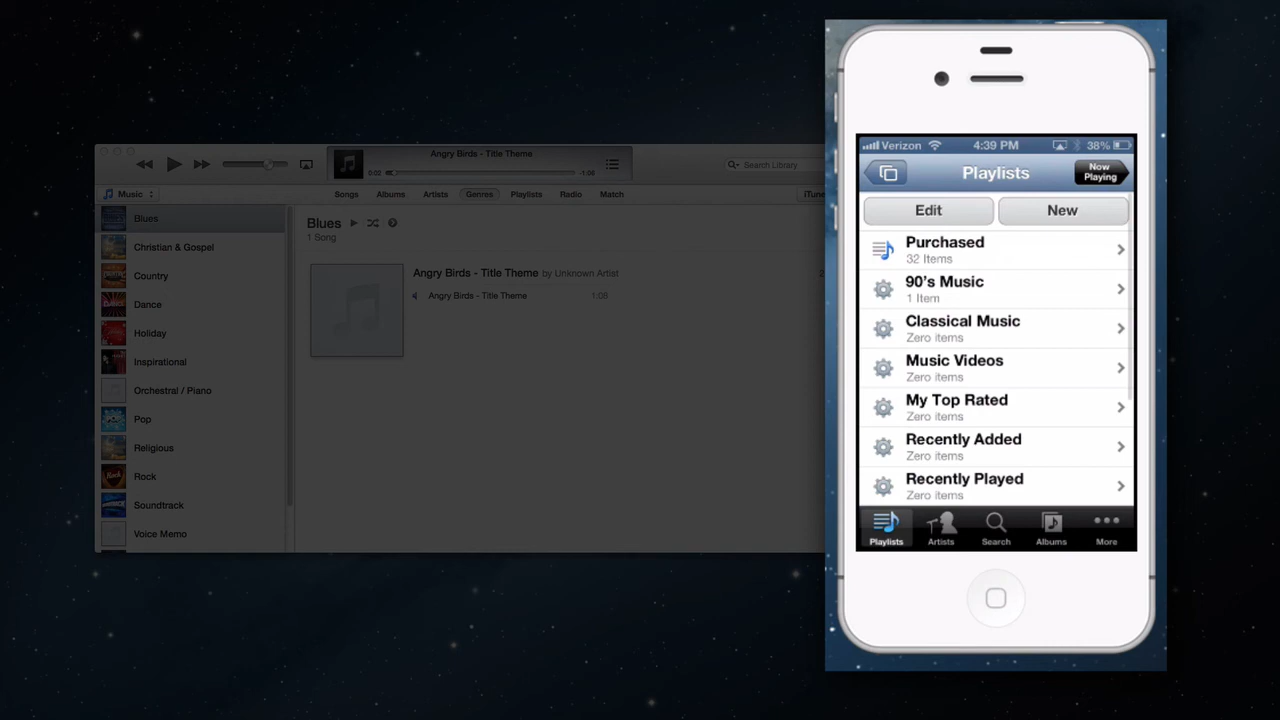 Angry Birds - Title Theme
0:02
-1:06
Search Library
Music
Songs
Albums
Artists
Genres
Playlists
Radio
Match
Blues
Christian & Gospel
Country
Dance
Holiday
Inspirational
Orchestral / Piano
Pop
Religious
Rock
Soundtrack
Voice Memo
Blues
1 Song
Angry Birds - Title Theme by Unknown Artist
Angry Birds - Title Theme 1:08
Verizon 4:39 PM 38%
Playlists
Now
Playing
Edit
New
Purchased
32 Items
90's Music
1 Item
Classical Music
Zero items
Music Videos
Zero items
My Top Rated
Zero items
Recently Added
Zero items
Recently Played
Zero items
Playlists
Artists
Search
Albums
More